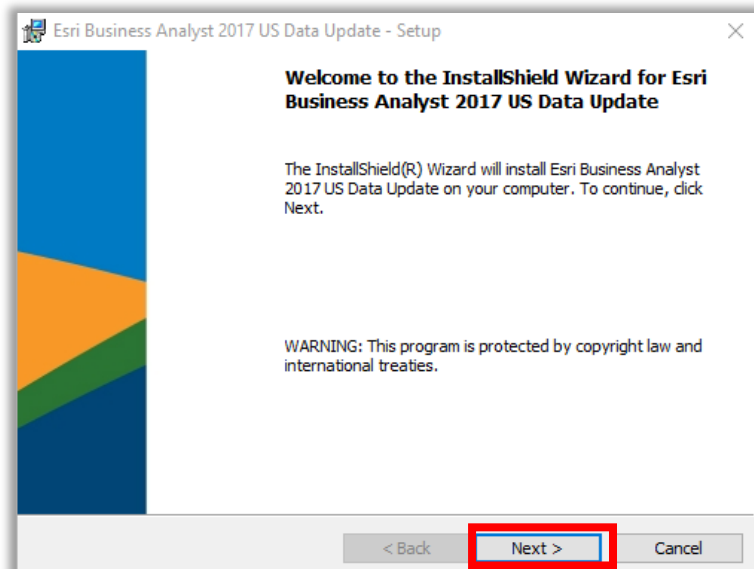 Esri Business Analyst 2017 US Data Update - Setup
Welcome to the InstallShield Wizard for Esri
Business Analyst 2017 US Data Update
The InstallShield(R) Wizard will install Esri Business Analyst
2017 US Data Update on your computer. To continue, click
Next.
WARNING: This program is protected by copyright law and
international treaties.
< Back Next > Cancel